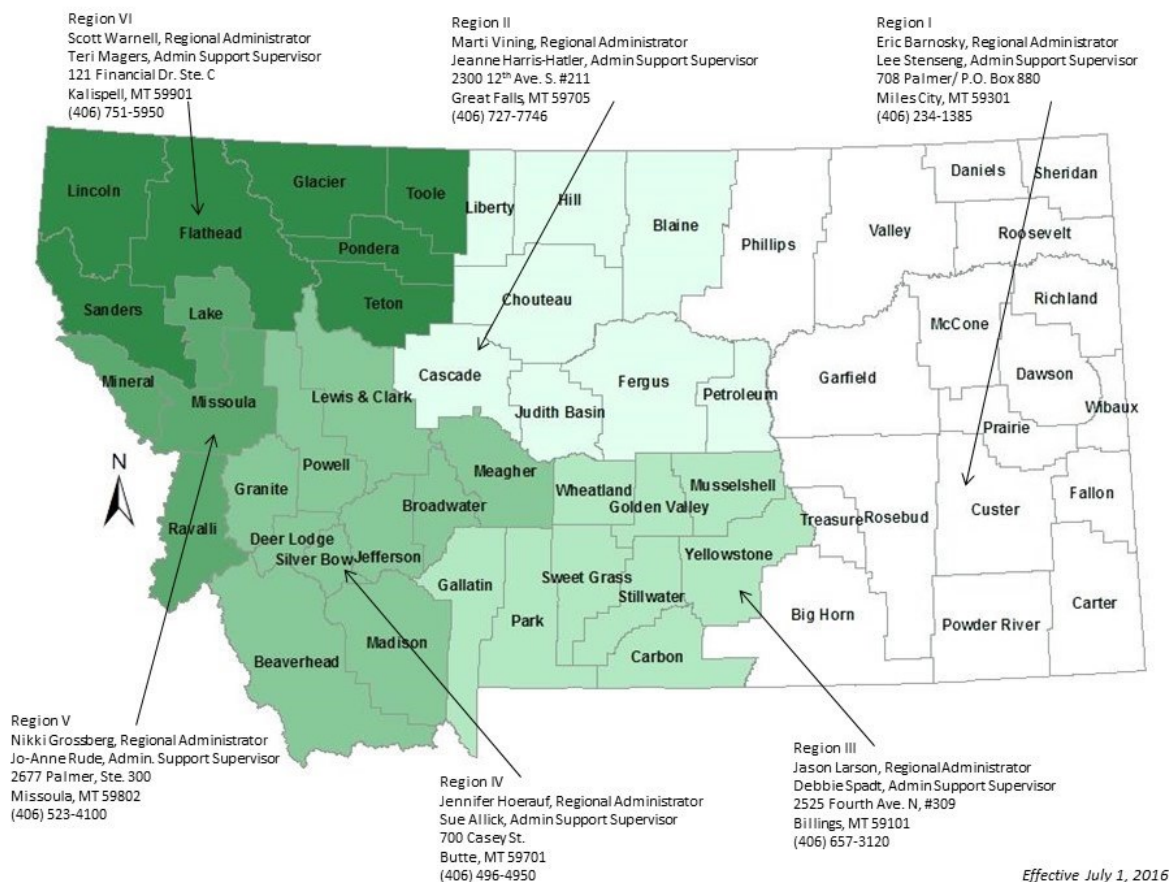 Region VI
Scott Warnell, Regional Administrator
Teri Magers, Admin Support Supervisor
121 Financial Dr. Ste. C
Kalispell, MT 59901
(406) 751-5950
Region II
Marti Vining, Regional Administrator
Jeanne Harris-Hatler, Admin Support Supervisor
2300 12th Ave. S. #211
Great Falls, MT 59705
(406) 727-7746
Region I
Eric Barnosky, Regional Administrator
Lee Stenseng, Admin Support Supervisor
708 Palmer/ P.O. Box 880
Miles City, MT 59301
(406) 234-1385
Lincoln
Glacier
Toole
Liberty
Hill
Blaine
Phillips
Valley
Daniels
Sheridan
Flathead
Pondera
Roosevelt
Sanders
Lake
Teton
Chouteau
McCone
Richland
Mineral
Missoula
Lewis & Clark
Cascade
Judith Basin
Fergus
Petroleum
Garfield
Dawson
Prairie
Wibaux
N
Granite
Powell
Meagher
Broadwater
Wheatland
Golden Valley
Musselshell
Treasure
Rosebud
Custer
Fallon
Ravalli
Deer Lodge
Silver Bow
Jefferson
Gallatin
Sweet Grass
Stillwater
Yellowstone
Park
Big Horn
Powder River
Carter
Beaverhead
Madison
Carbon
Region V
Nikki Grossberg, Regional Administrator
Jo-Anne Rude, Admin. Support Supervisor
2677 Palmer, Ste. 300
Missoula, MT 59802
(406) 523-4100
Region IV
Jennifer Hoerauf, Regional Administrator
Sue Allick, Admin Support Supervisor
700 Casey St.
Butte, MT 59701
(406) 496-4950
Region III
Jason Larson, Regional Administrator
Debbie Spadt, Admin Support Supervisor
2525 Fourth Ave. N, #309
Billings, MT 59101
(406) 657-3120
Effective July 1, 2016